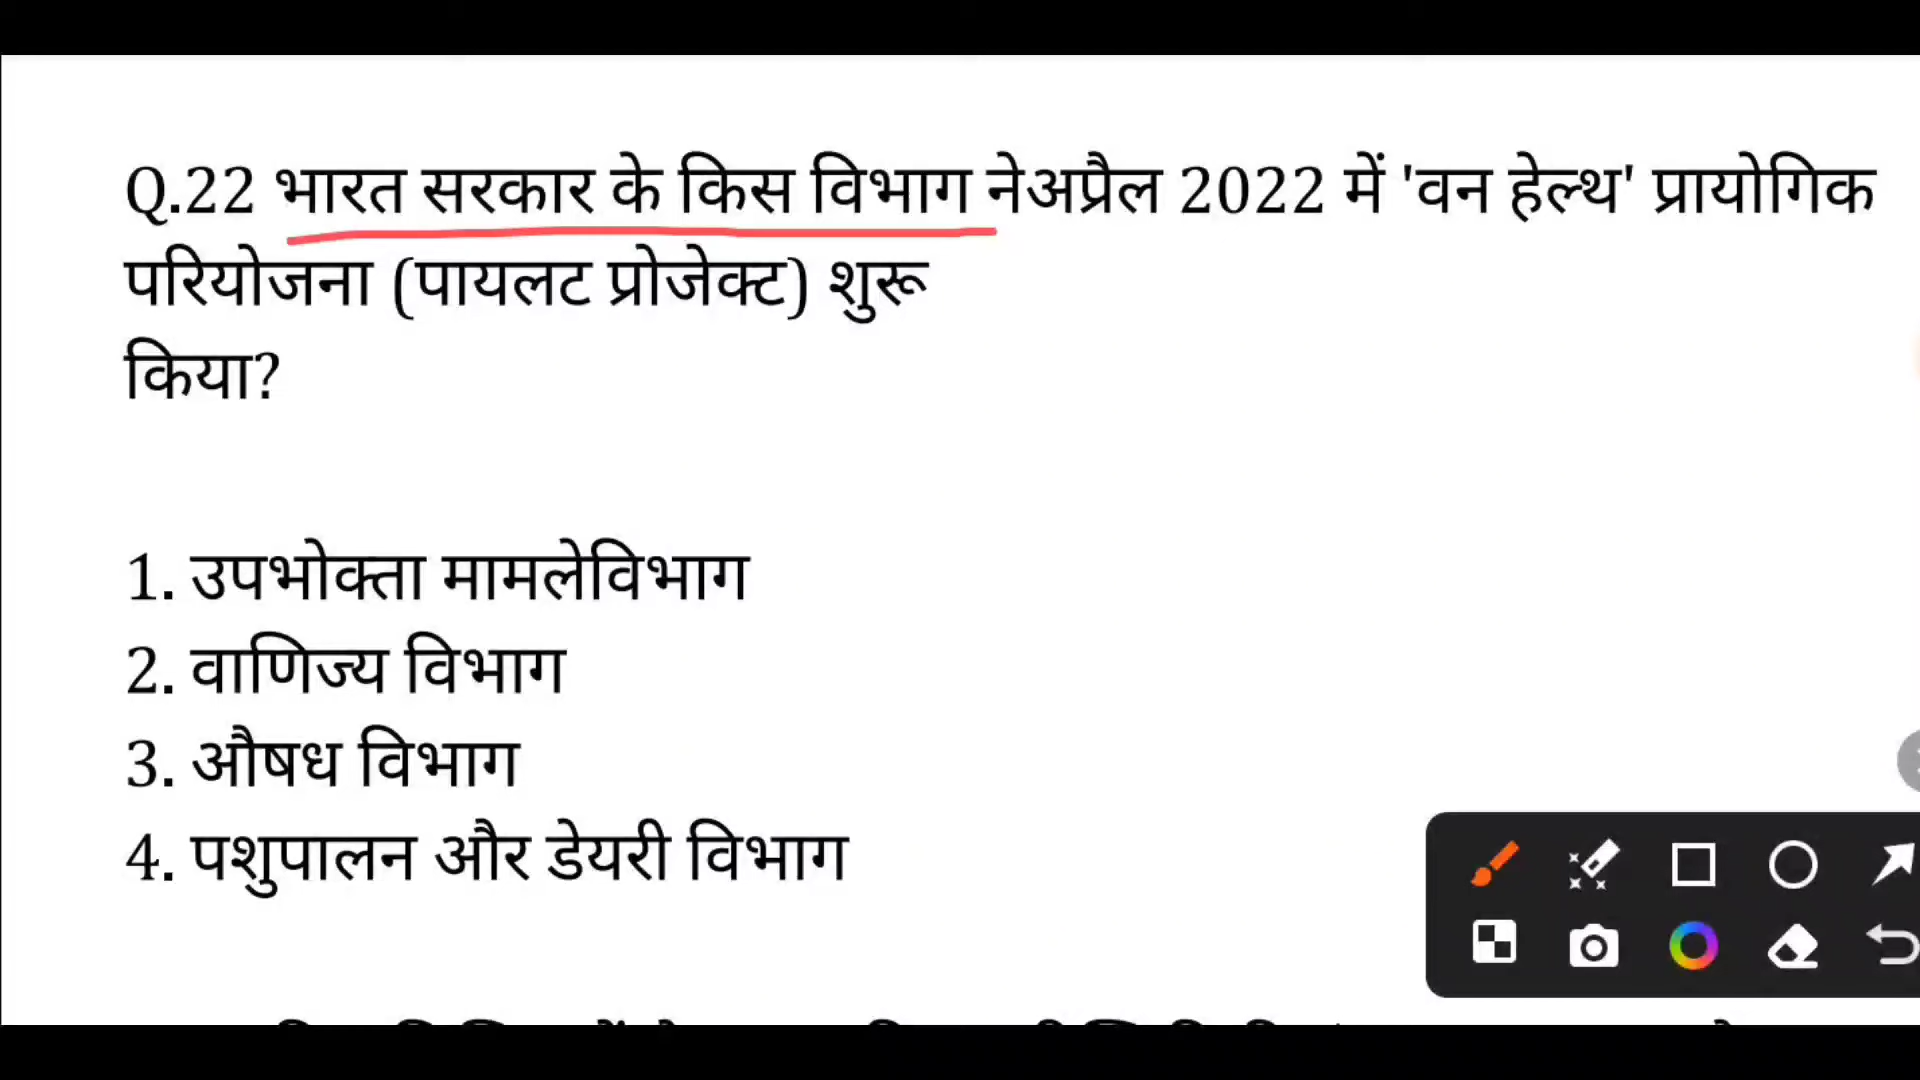 Q.22 भारत सरकार के किस विभाग नेअप्रैल 2022 में 'वन हेल्थ' प्रायोगिक
परियोजना (पायलट प्रोजेक्ट) शुरू
किया?
1. उपभोक्ता मामलेविभाग
2. वाणिज्य विभाग
3. औषध विभाग
4. पशुपालन और डेयरी विभाग